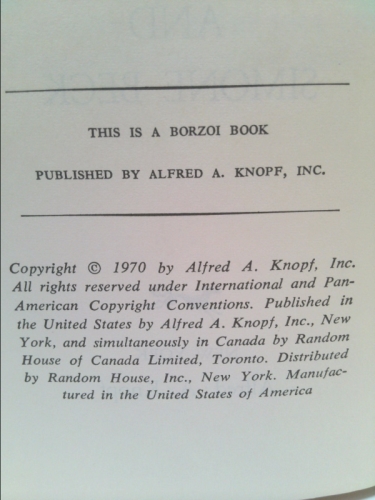 THIS IS A BORZOI BOOK
PUBLISHED BY ALFRED A. KNOPF, INC.
Copyright © 1970 by Alfred A. Knopf, Inc.
All rights reserved under International and Pan-
American Copyright Conventions. Published in
the United States by Alfred A. Knopf, Inc., New
York, and simultaneously in Canada by Random
House of Canada Limited, Toronto. Distributed
by Random House, Inc., New York. Manufac-
tured in the United States of America